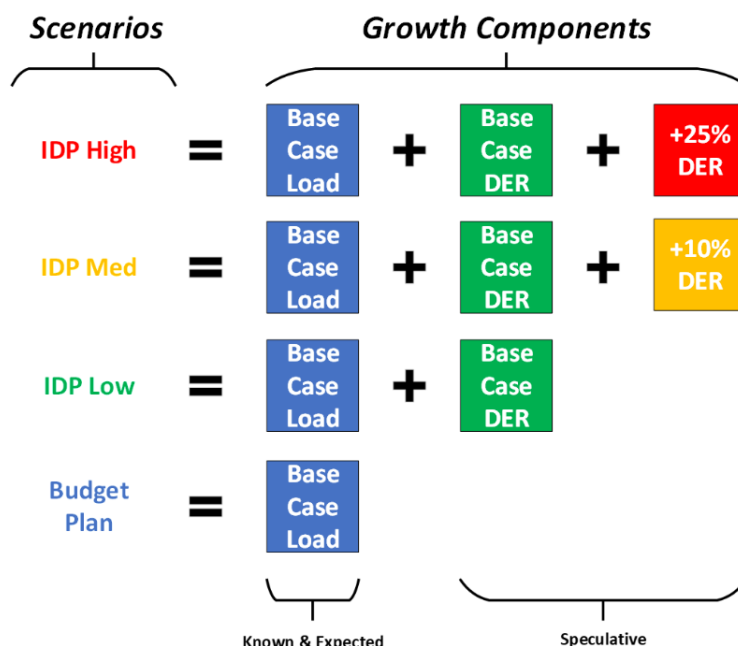 Scenarios
Growth Components
IDP High
=
Base
Case
Load
+
Base
Case
DER
+
+25%
DER
IDP Med
=
Base
Case
Load
+
Base
Case
DER
+
+10%
DER
IDP Low
=
Base
Case
Load
+
Base
Case
DER
Budget
Plan
=
Base
Case
Load
Known & Expected
Speculative